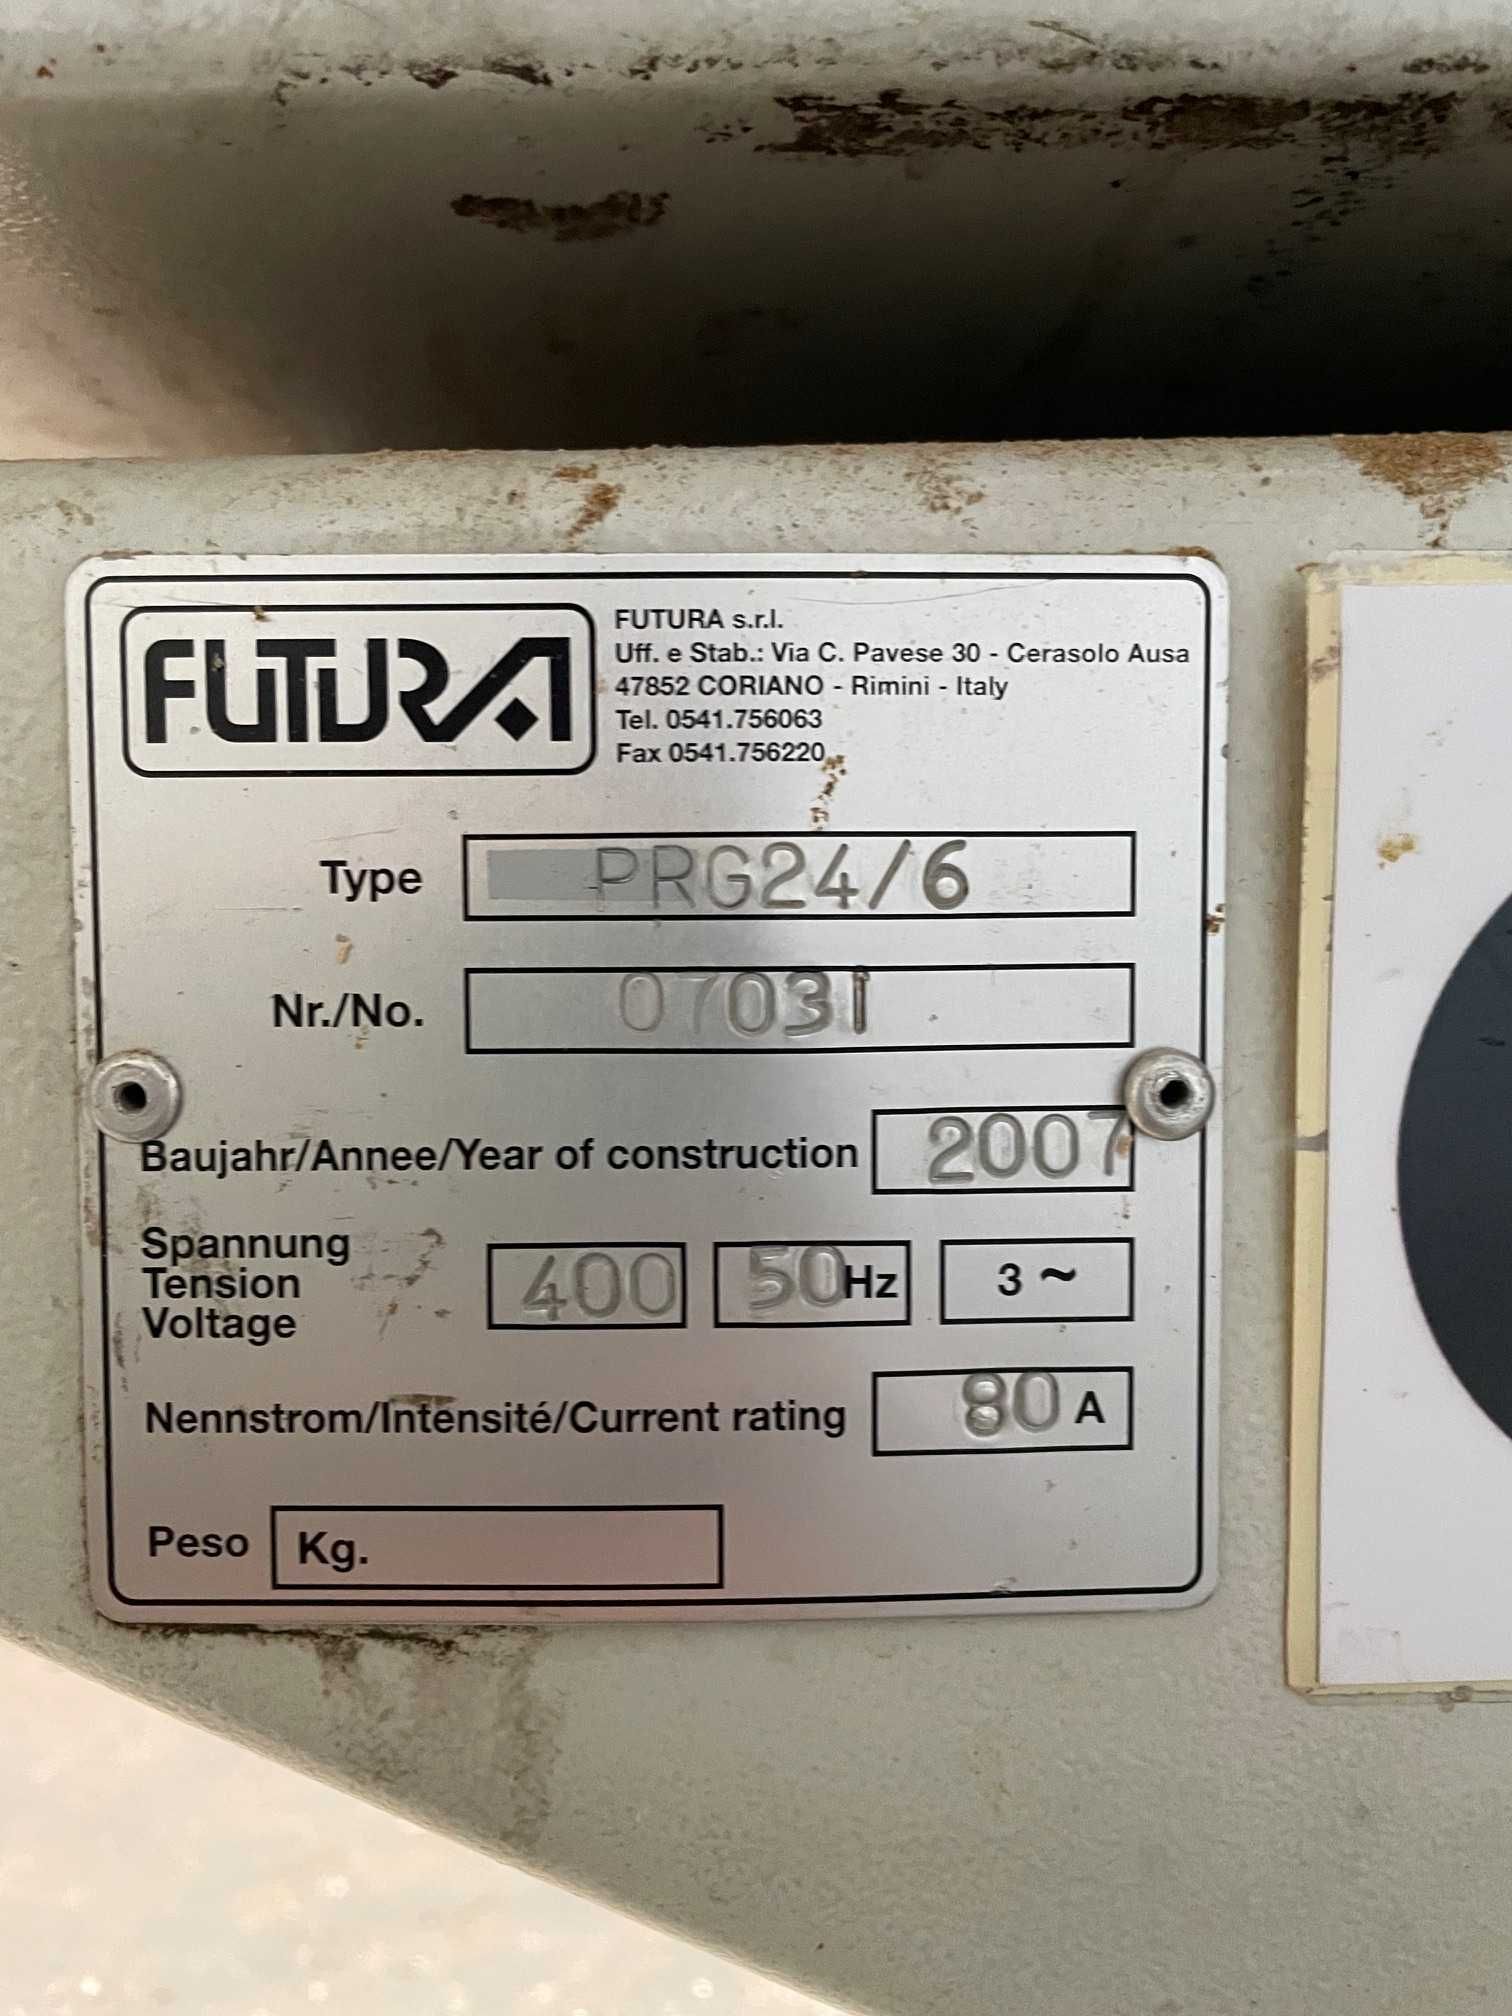 FUTURA
FUTURA s.r.l.
Uff. e Stab.: Via C. Pavese 30 - Cerasolo Ausa
47852 CORIANO - Rimini - Italy
Tel. 0541.756063
Fax 0541.756220
Type PRG24/6
Nr./No. 07031
Baujahr/Annee/Year of construction 2007
Spannung
Tension
Voltage
400 50 Hz 3 ~
Nennstrom/Intensité/Current rating 80 A
Peso Kg.